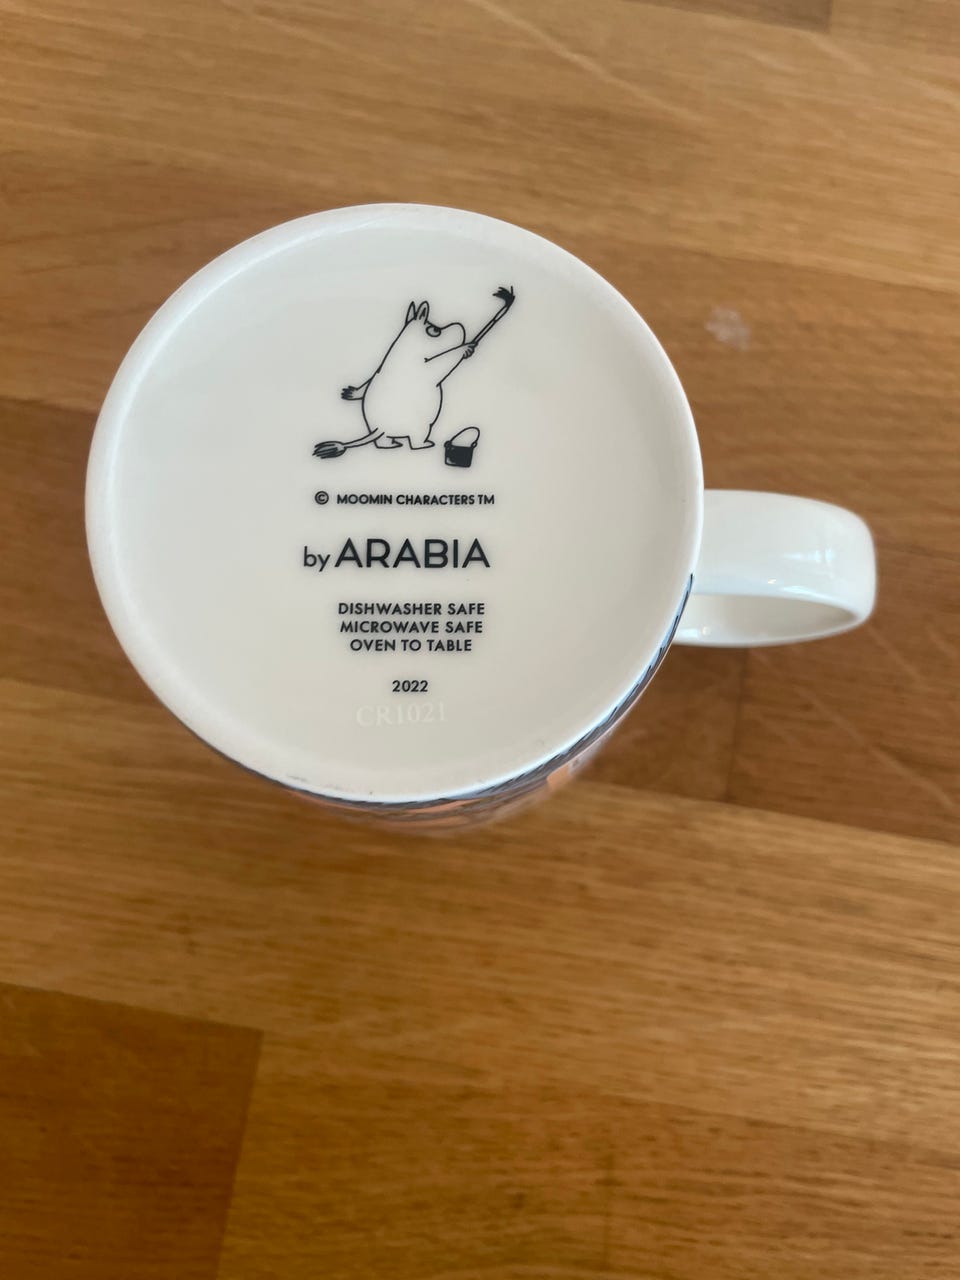 © MOOMIN CHARACTERS TM
by ARABIA
DISHWASHER SAFE
MICROWAVE SAFE
OVEN TO TABLE
2022
CR1021